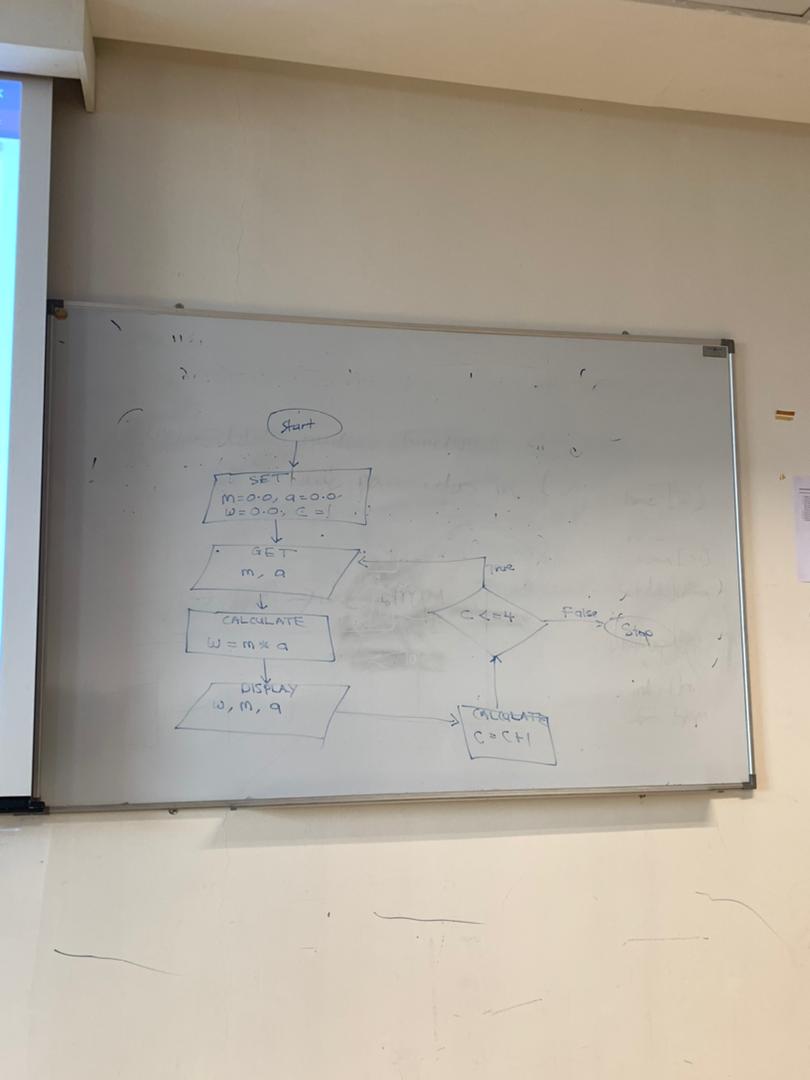 Start
SET
m=0.0, a=0.0
w=0.0, c=1
GET
m, a
CALCULATE
w = m * a
DISPLAY
w, m, a
CALCULATE
c = c+1
c <=4
True
False
Stop